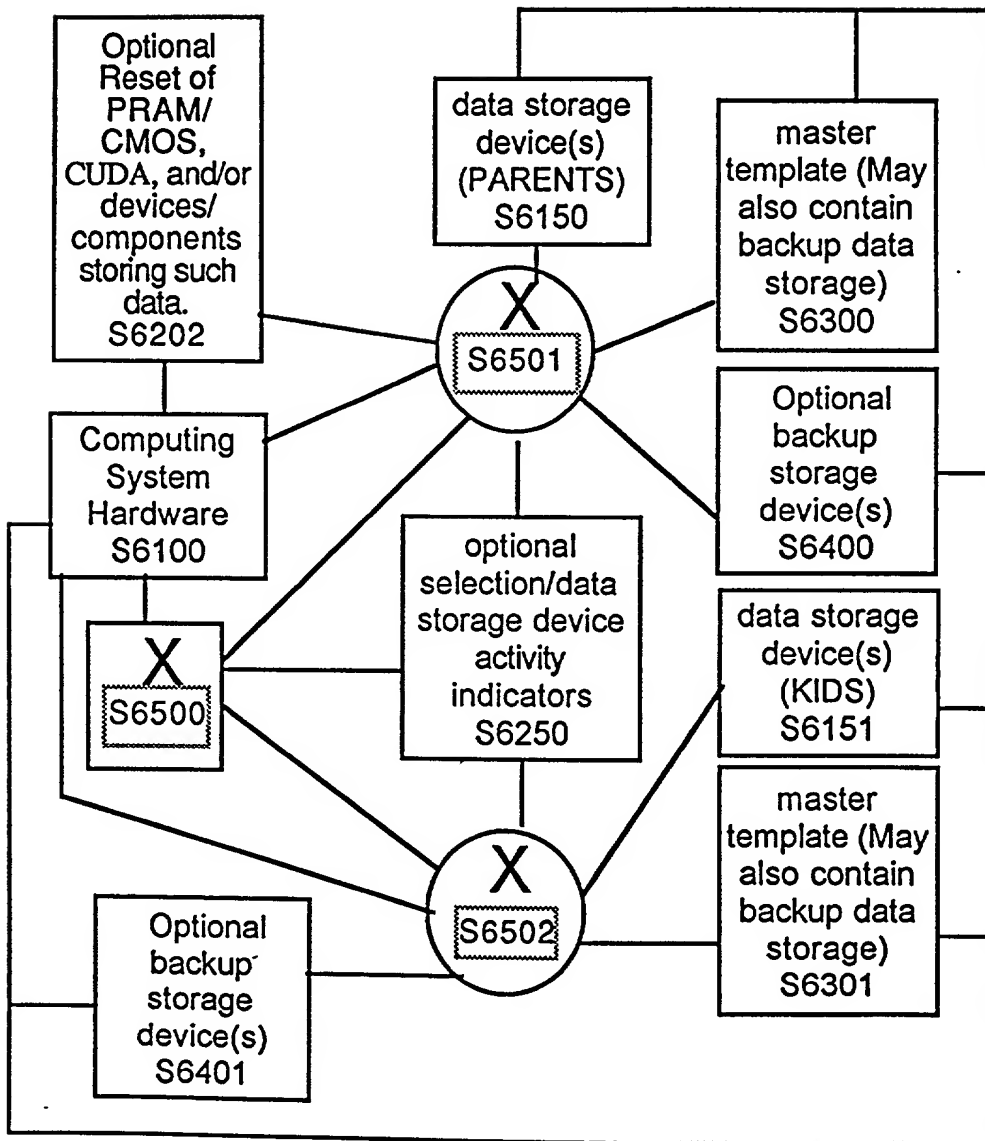 Optional
Reset of
PRAM/
CMOS,
CUDA, and/or
devices/
components
storing such
data.
S6202
data storage
device(s)
(PARENTS)
S6150
master
template (May
also contain
backup data
storage)
S6300
X
S6501
Computing
System
Hardware
S6100
Optional
backup
storage
device(s)
S6400
optional
selection/data
storage device
activity
indicators
S6250
X
S6500
data storage
device(s)
(KIDS)
S6151
master
template (May
also contain
backup data
storage)
S6301
X
S6502
Optional
backup
storage
device(s)
S6401